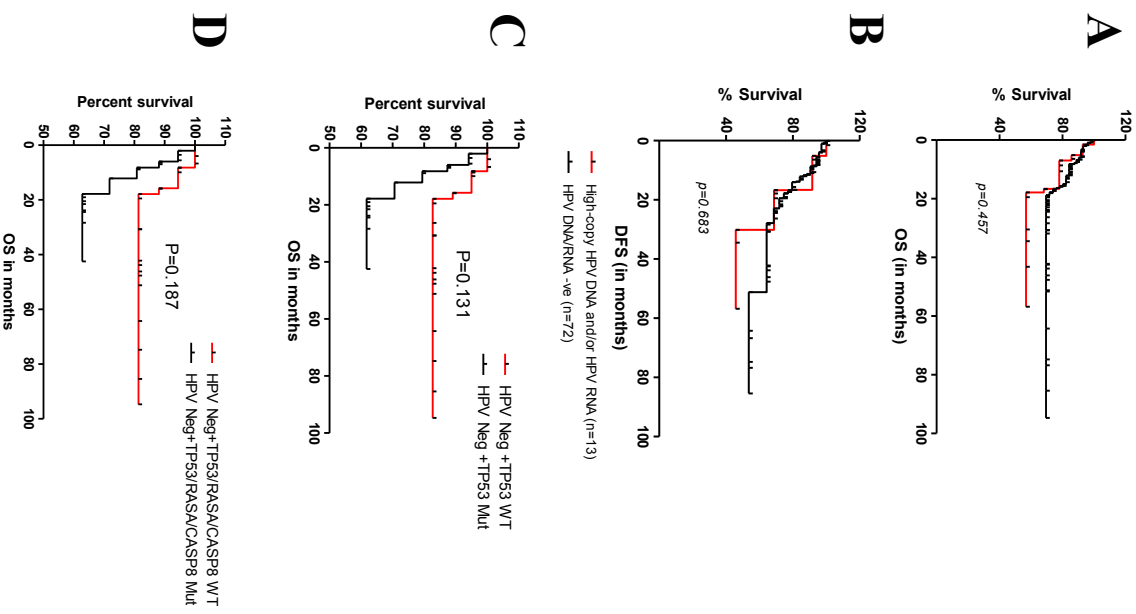 A
% Survival
120
80
40
p=0.457
0
20
40
60
80
100
OS (in months)
B
% Survival
120
80
40
p=0.683
0
20
40
60
80
100
DFS (in months)
High-copy HPV DNA and/or HPV RNA (n=13)
HPV DNA/RNA -ve (n=72)
C
Percent survival
110
100
90
80
70
60
50
P=0.131
0
20
40
60
80
100
OS in months
HPV Neg +TP53 WT
HPV Neg +TP53 Mut
D
Percent survival
110
100
90
80
70
60
50
P=0.187
0
20
40
60
80
100
OS in months
HPV Neg+TP53/RASA/CASP8 WT
HPV Neg+TP53/RASA/CASP8 Mut